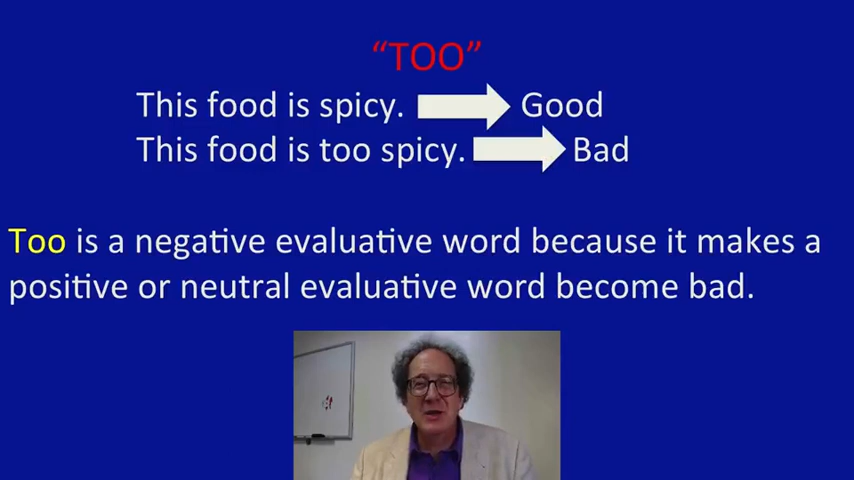 “TOO”
This food is spicy. Good
This food is too spicy. Bad
Too is a negative evaluative word because it makes a
positive or neutral evaluative word become bad.